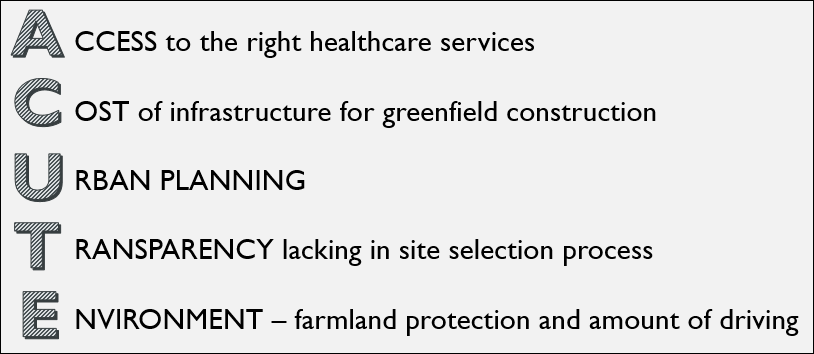 ACCESS to the right healthcare services
COST of infrastructure for greenfield construction
URBAN PLANNING
TRANSPARENCY lacking in site selection process
ENVIRONMENT – farmland protection and amount of driving